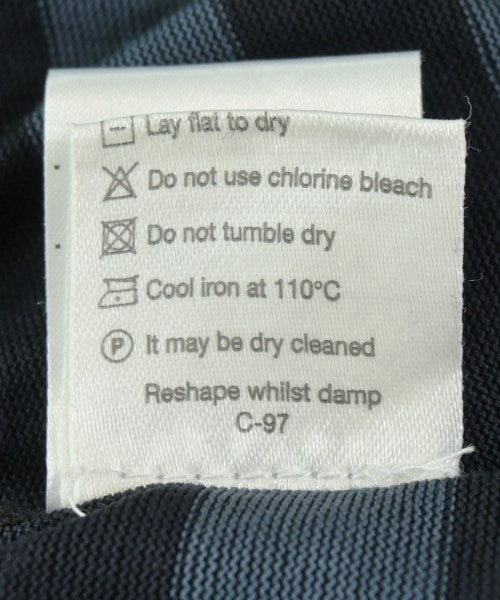 Lay flat to dry
Do not use chlorine bleach
Do not tumble dry
Cool iron at 110°C
P It may be dry cleaned
Reshape whilst damp
C-97